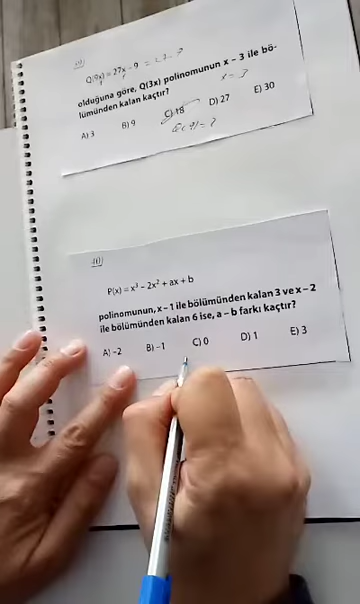 Q(9x) = 27x - 9
olduğuna göre, Q(3x) polinomunun x - 3 ile bö-
lümünden kalan kaçtır?
x = 3
A) 3 B) 9 C) 18 D) 27 E) 30
P(x) = x³ - 2x² + ax + b
polinomunun, x - 1 ile bölümünden kalan 3 ve x - 2
ile bölümünden kalan 6 ise, a - b farkı kaçtır?
A) -2 B) -1 C) 0 D) 1 E) 3